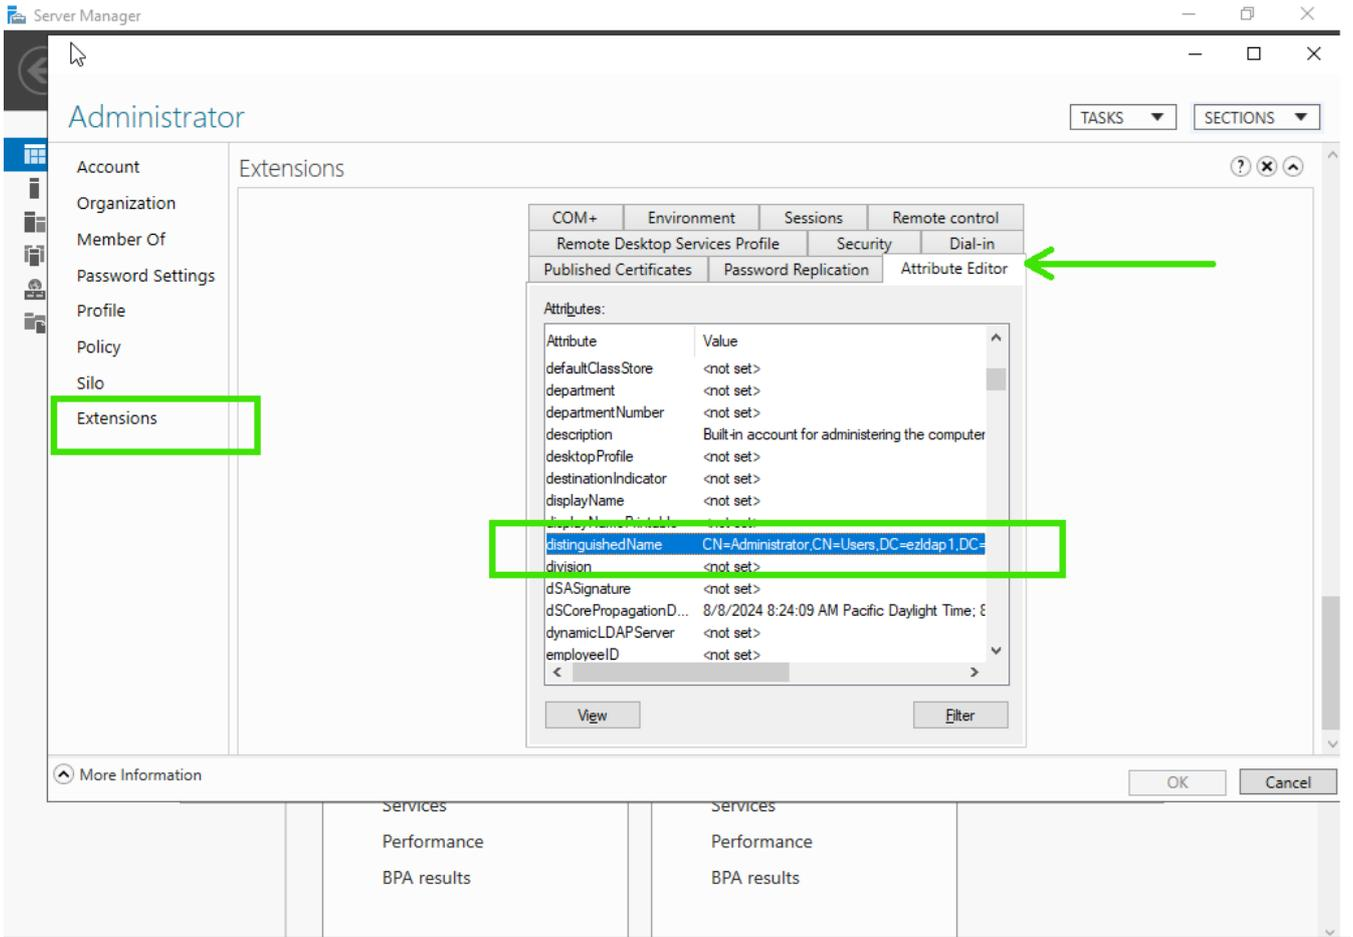 Server Manager
Administrator
TASKS
SECTIONS
Account
Organization
Member Of
Password Settings
Profile
Policy
Silo
Extensions
Extensions
COM+ Environment Sessions Remote control
Remote Desktop Services Profile Security Dial-in
Published Certificates Password Replication Attribute Editor
Attributes:
Attribute Value
defaultClassStore <not set>
department <not set>
departmentNumber <not set>
description Built-in account for administering the computer
desktopProfile <not set>
destinationIndicator <not set>
displayName <not set>
displayNamePrintable <not set>
distinguishedName CN=Administrator,CN=Users,DC=ezldap1,DC=
division <not set>
dSASignature <not set>
dSCorePropagationD... 8/8/2024 8:24:09 AM Pacific Daylight Time; 8
dynamicLDAPServer <not set>
employeeID <not set>
View Filter
More Information
OK Cancel
Services Services
Performance Performance
BPA results BPA results